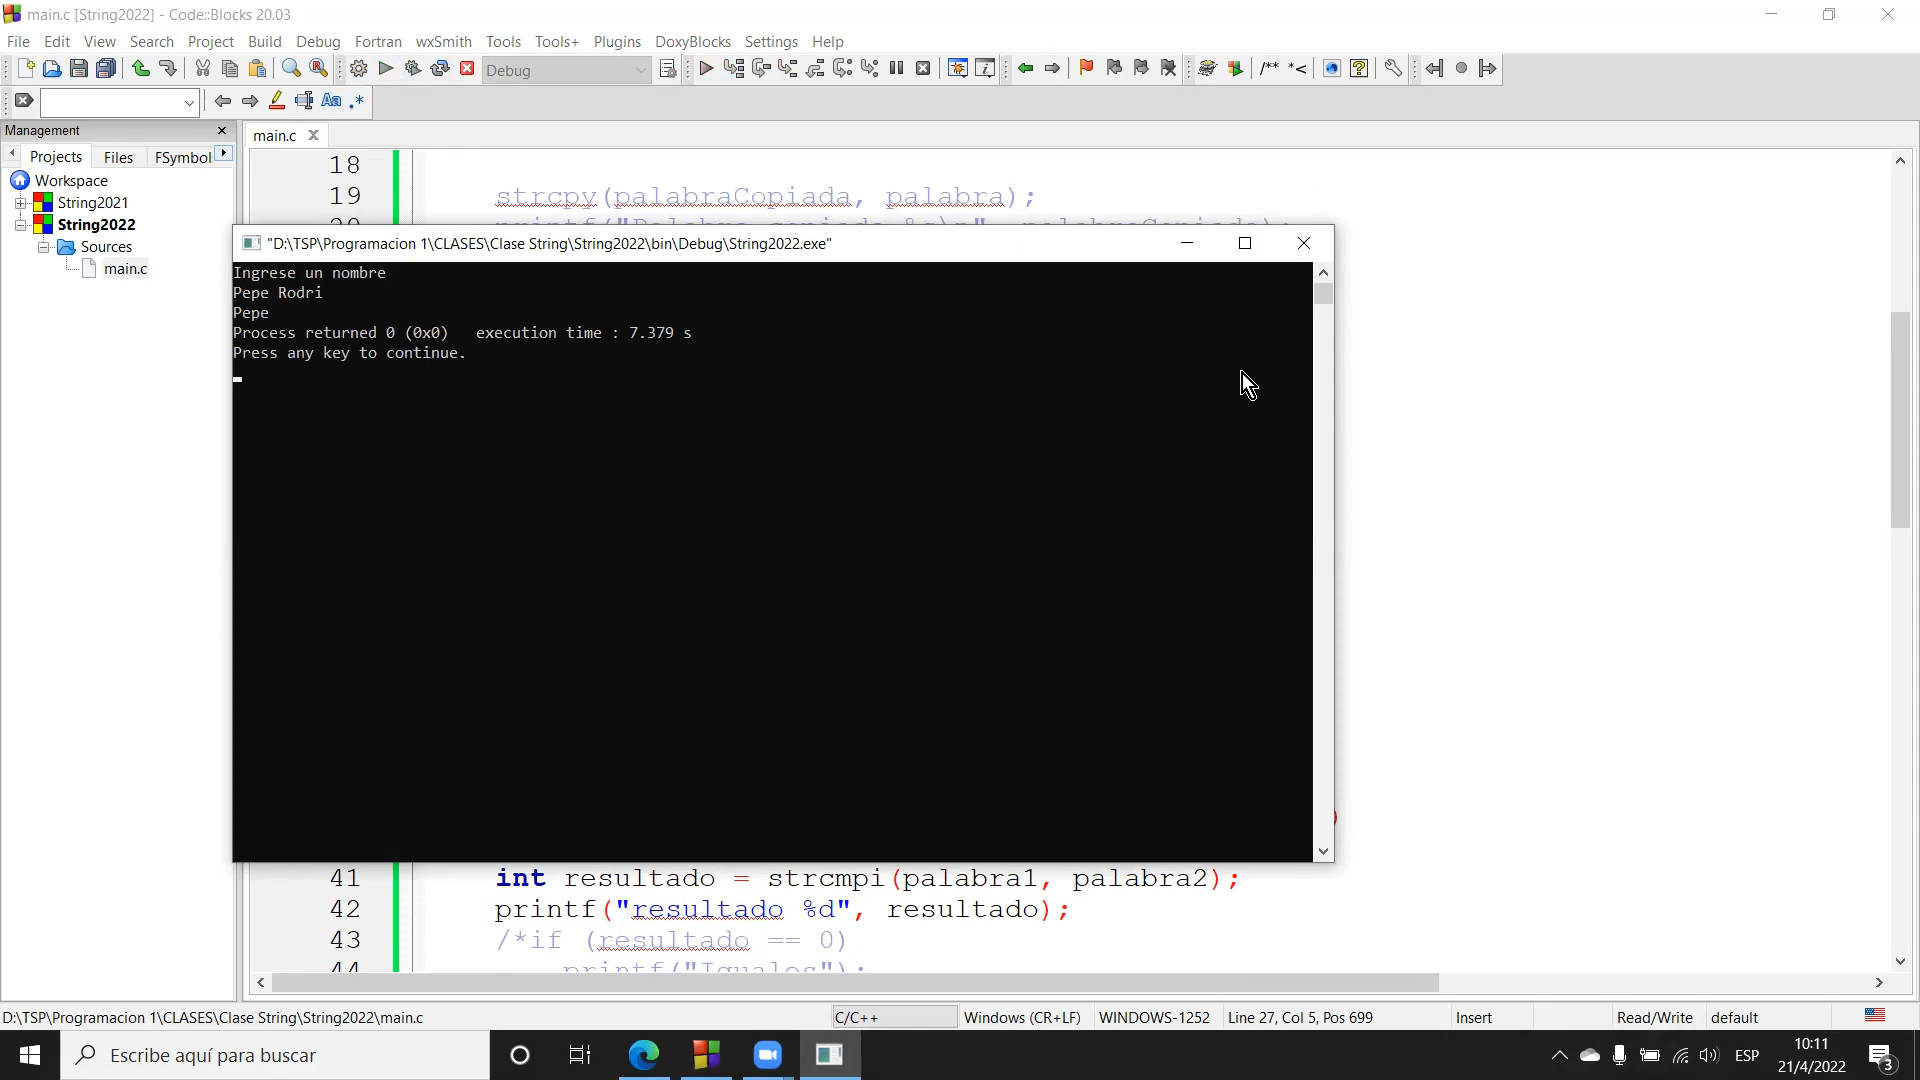 main.c [String2022] - Code::Blocks 20.03
File Edit View Search Project Build Debug Fortran wxSmith Tools Tools+ Plugins DoxyBlocks Settings Help
Debug
Management
main.c
Projects Files FSymbol
Workspace
String2021
String2022
Sources
main.c
18
19 strcpy(palabraCopiada, palabra);
"D:\TSP\Programacion 1\CLASES\Clase String\String2022\bin\Debug\String2022.exe"
Ingrese un nombre
Pepe Rodri
Pepe
Process returned 0 (0x0) execution time : 7.379 s
Press any key to continue.
41 int resultado = strcmpi(palabra1, palabra2);
42 printf("resultado %d", resultado);
43 /*if (resultado == 0)
44 printf("Iguales");
D:\TSP\Programacion 1\CLASES\Clase String\String2022\main.c C/C++ Windows (CR+LF) WINDOWS-1252 Line 27, Col 5, Pos 699 Insert Read/Write default
Escribe aquí para buscar
ESP
10:11
21/4/2022
3